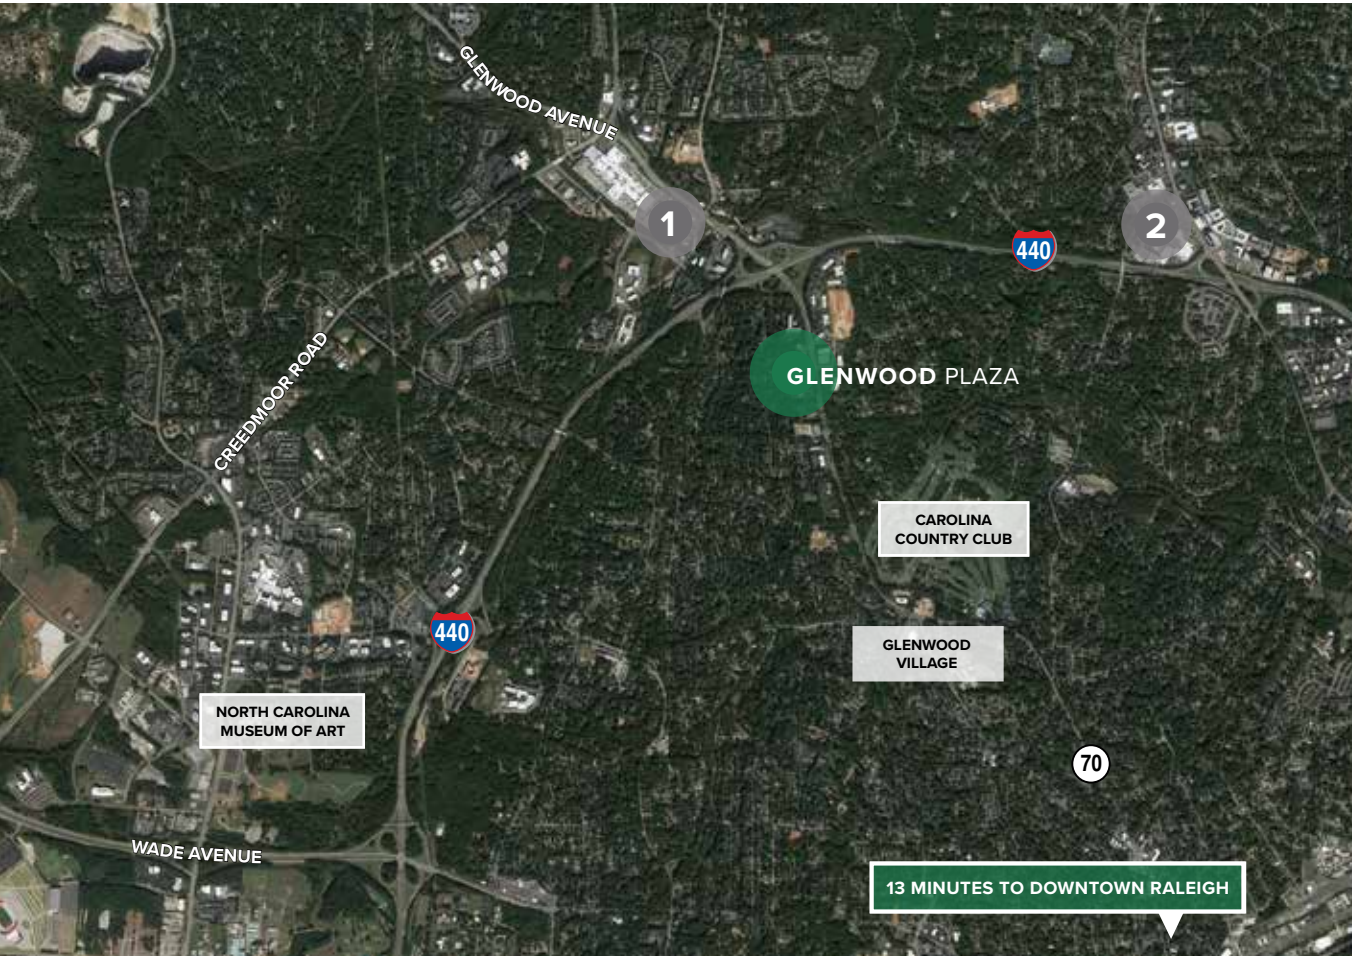 GLENWOOD AVENUE
1
2
440
GLENWOOD PLAZA
CREEDMOOR ROAD
CAROLINA
COUNTRY CLUB
440
GLENWOOD
VILLAGE
NORTH CAROLINA
MUSEUM OF ART
70
WADE AVENUE
13 MINUTES TO DOWNTOWN RALEIGH